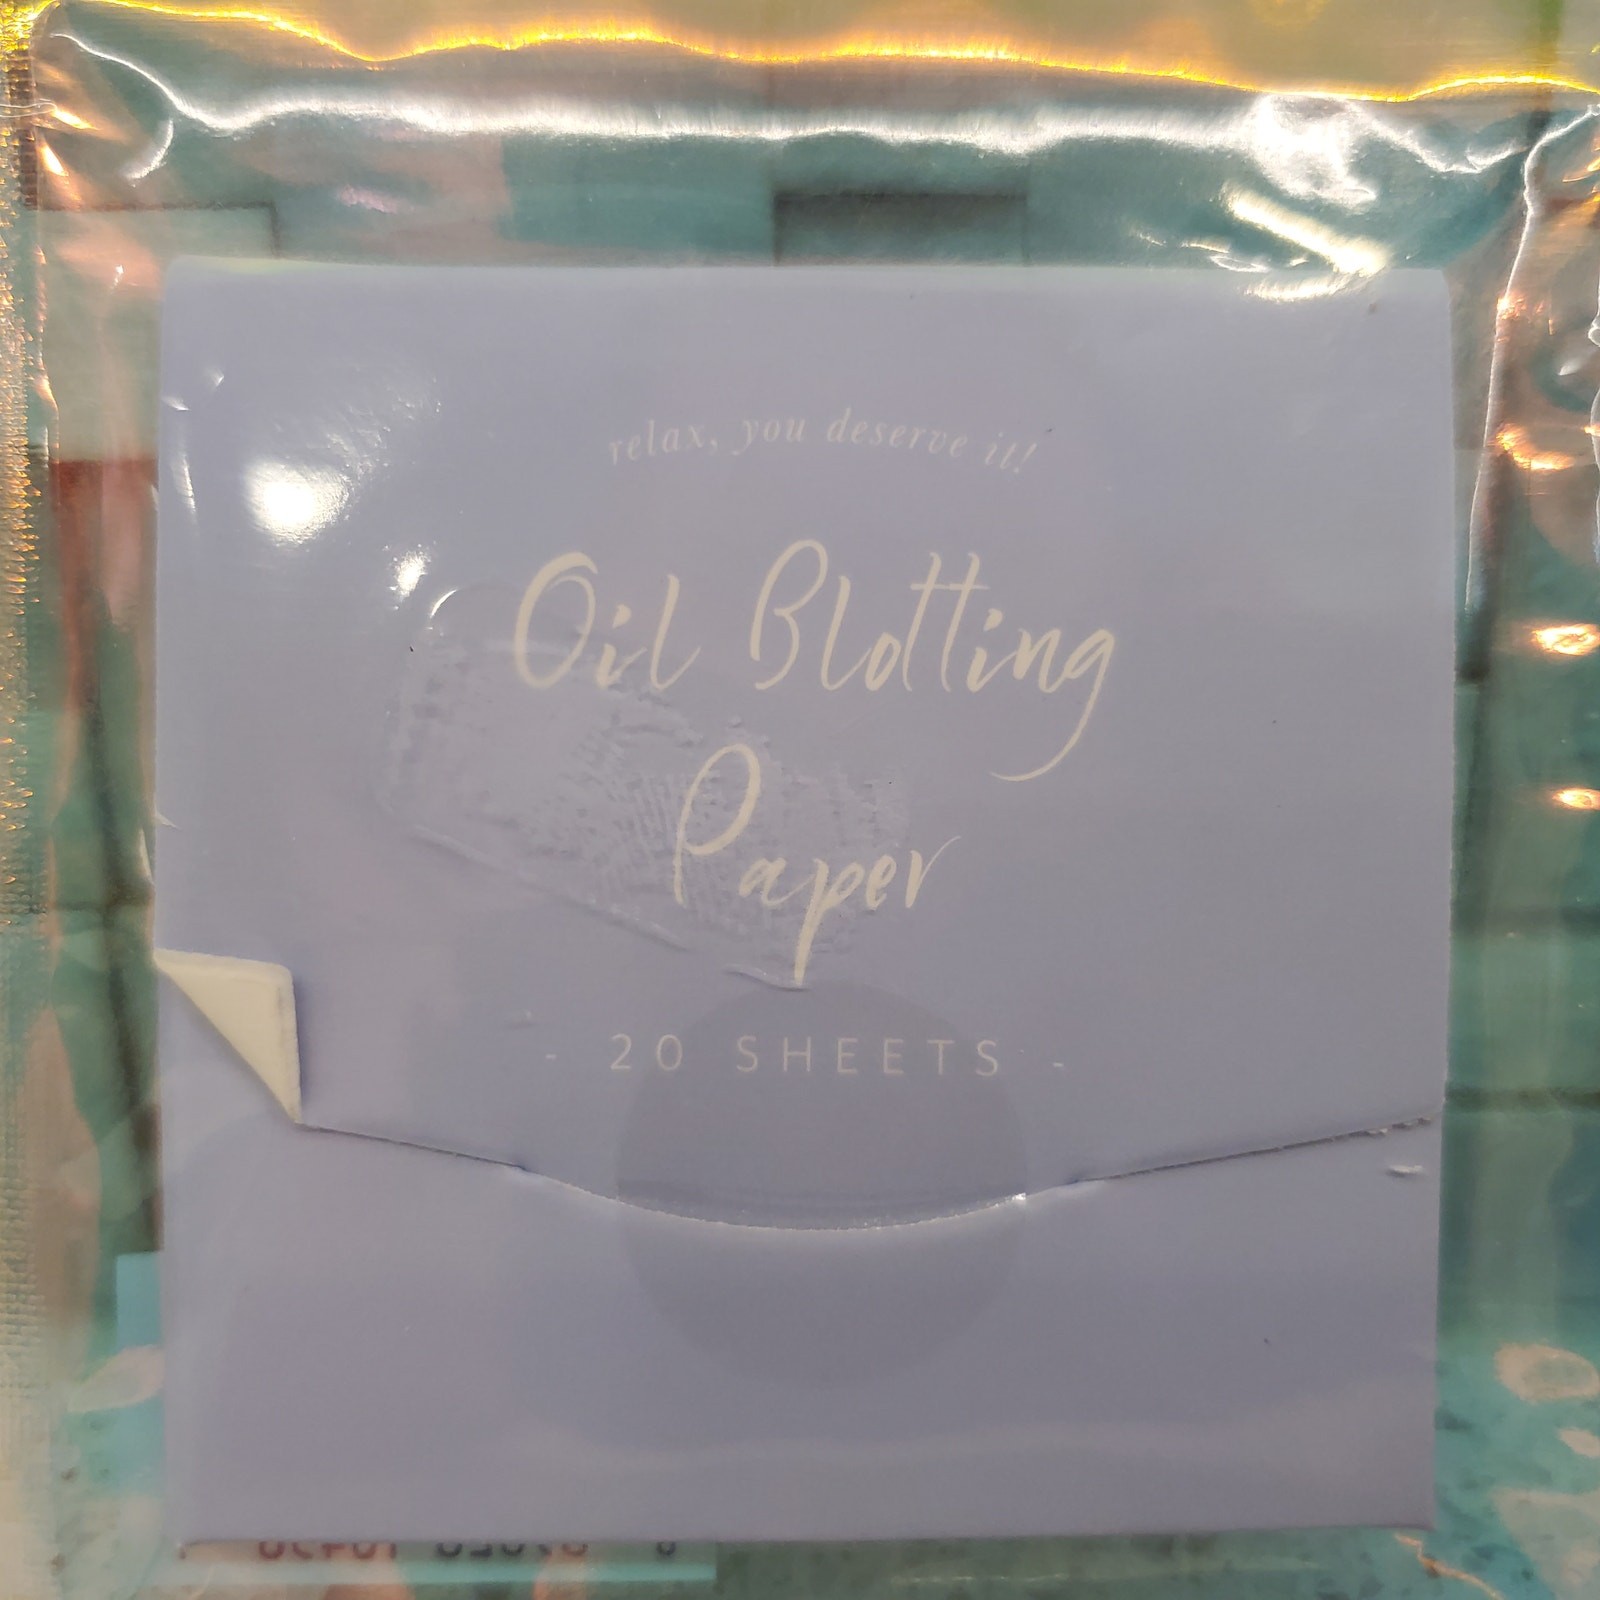 relax, you deserve it!
Oil Blotting
Paper
- 20 SHEETS -